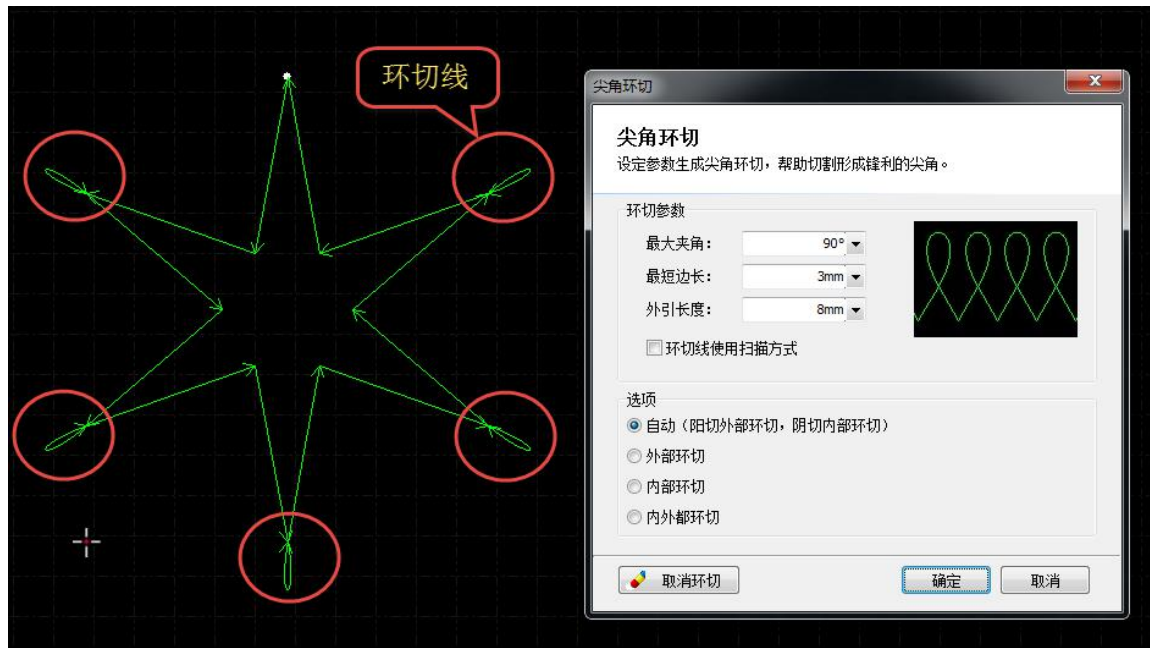 环切线
尖角环切
尖角环切
设定参数生成尖角环切，帮助切割形成锋利的尖角。
环切参数
最大夹角： 90°
最短边长： 3mm
外引长度： 8mm
环切线使用扫描方式
选项
自动（阳切外部环切，阴切内部环切）
外部环切
内部环切
内外都环切
取消环切 确定 取消